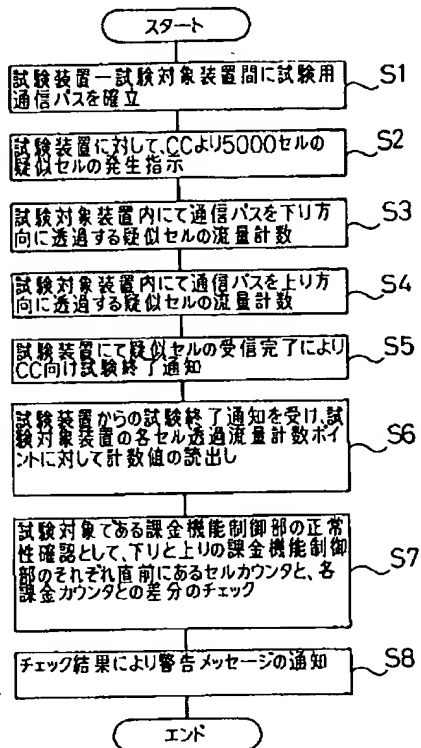 スタート
試験装置－試験対象装置間に試験用
通信パスを確立
S1
試験装置に対して、CCより5000セルの
疑似セルの発生指示
S2
試験対象装置内にて通信パスを下り方
向に透過する疑似セルの流量計数
S3
試験対象装置内にて通信パスを上り方
向に透過する疑似セルの流量計数
S4
試験装置にて疑似セルの受信完了により
CC向け試験終了通知
S5
試験装置からの試験終了通知を受け、試
験対象装置の各セル透過流量計数ポイ
ントに対して計数値の読出し
S6
試験対象である課金機能制御部の正常
性確認として、下りと上りの課金機能制御
部のそれぞれ直前にあるセルカウンタと、各
課金カウンタとの差分のチェック
S7
チェック結果により警告メッセージの通知
S8
エンド